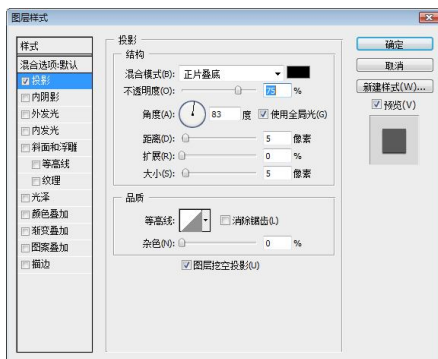 图层样式
样式
混合选项:默认
投影
内阴影
外发光
内发光
斜面和浮雕
等高线
纹理
光泽
颜色叠加
渐变叠加
图案叠加
描边
投影
结构
混合模式(B): 正片叠底
不透明度(O): 75 %
角度(A): 83 度 使用全局光(G)
距离(D): 5 像素
扩展(R): 0 %
大小(S): 5 像素
品质
等高线: 消除锯齿(L)
杂色(N): 0 %
图层挖空投影(U)
确定
取消
新建样式(W)...
预览(V)